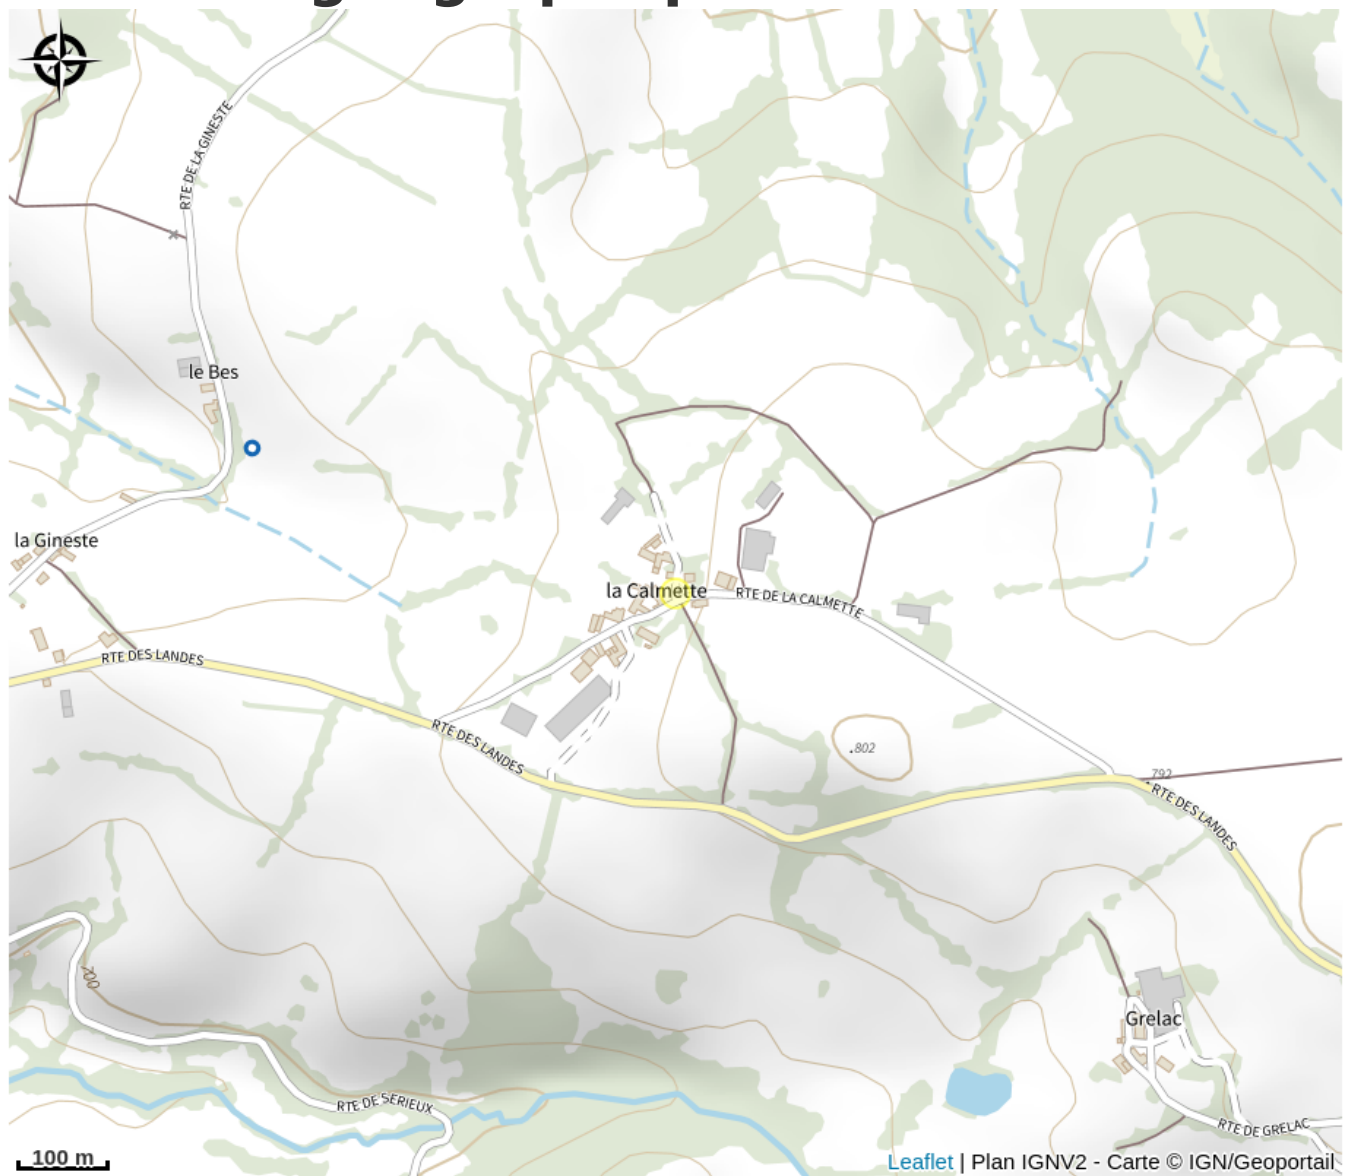 RTE DE LA GINESTE
le Bes
la Gineste
la Calmette
RTE DE LA CALMETTE
RTE DES LANDES
RTE DES LANDES
.802
792
RTE DES LANDES
700
Grelac
RTE DE SERIEUX
RTE DE GRELAC
100 m
Leaflet | Plan IGNV2 - Carte © IGN/Geoportail